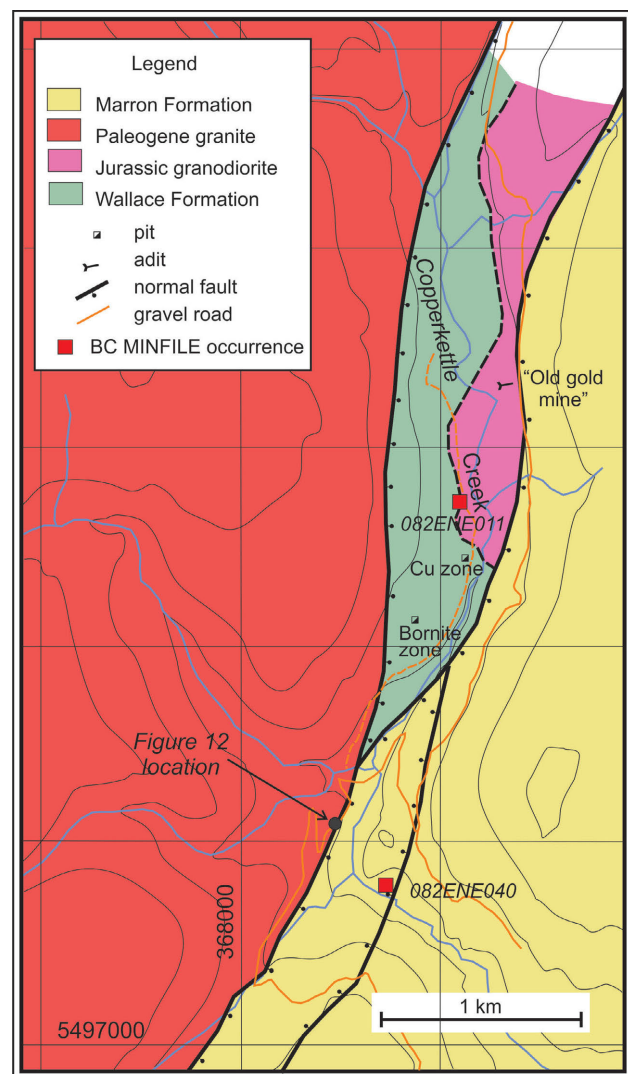 Legend
Marron Formation
Paleogene granite
Jurassic granodiorite
Wallace Formation
pit
adit
normal fault
gravel road
BC MINFILE occurrence
Copperkettle
Creek
“Old gold
mine”
082ENE011
Cu zone
Bornite
zone
Figure 12
location
082ENE040
368000
1 km
5497000